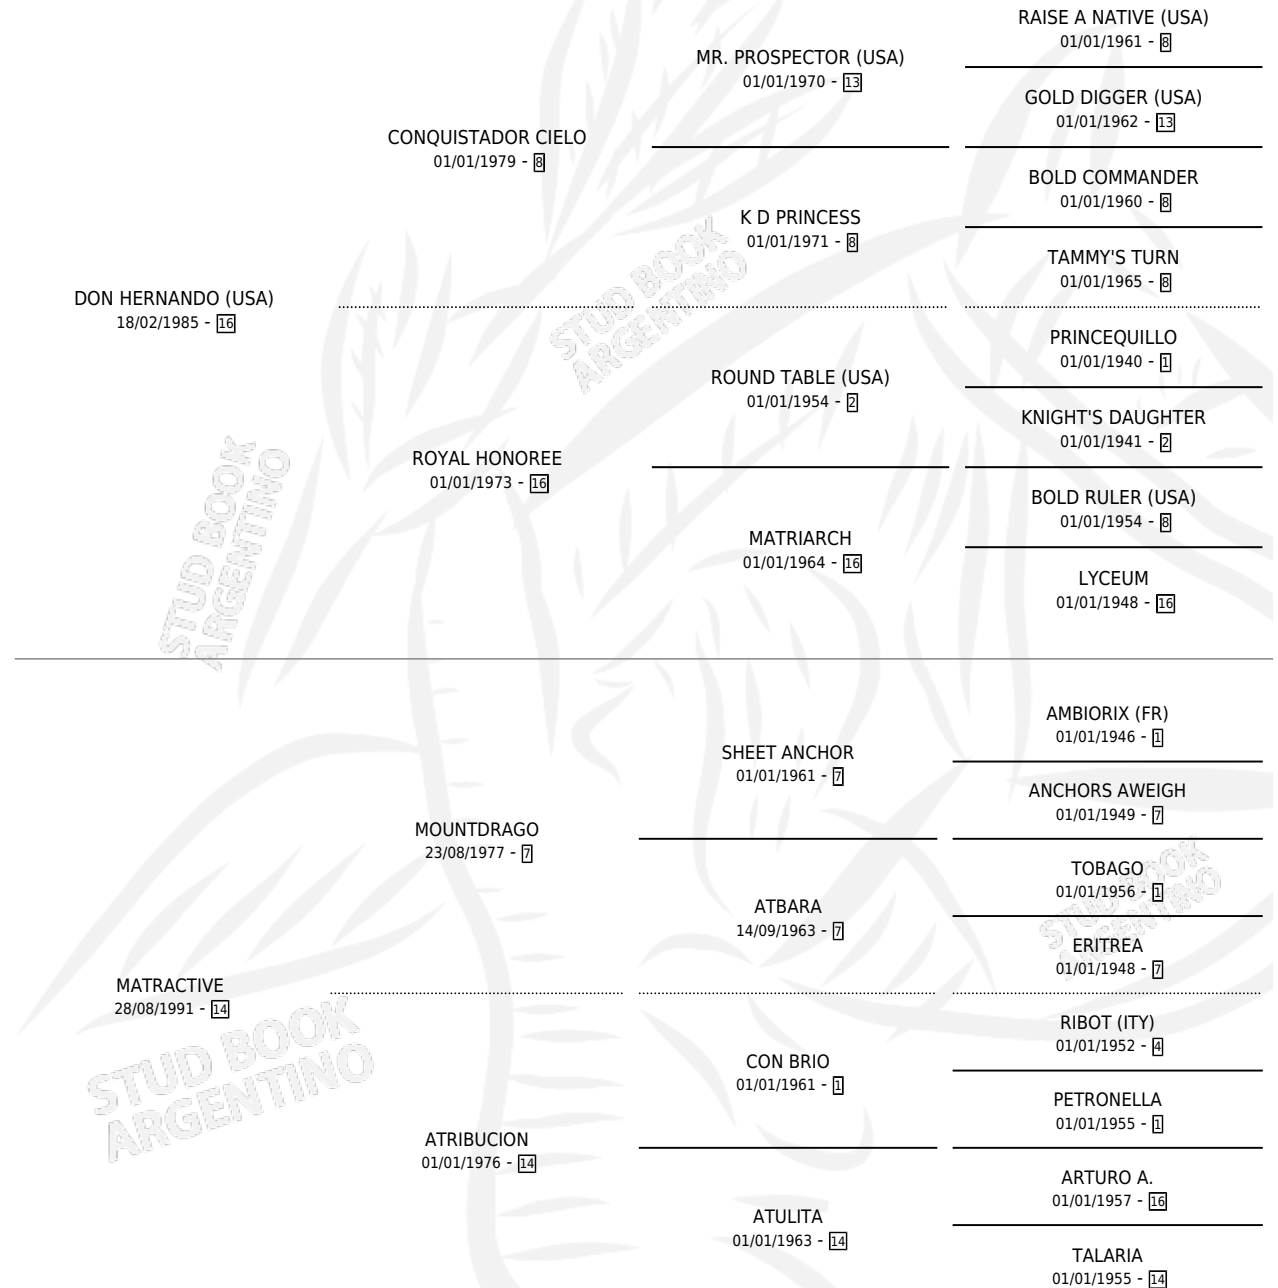 RAISE A NATIVE (USA)
01/01/1961 - 8
MR. PROSPECTOR (USA)
01/01/1970 - 13
GOLD DIGGER (USA)
01/01/1962 - 13
CONQUISTADOR CIELO
01/01/1979 - 8
BOLD COMMANDER
01/01/1960 - 8
K D PRINCESS
01/01/1971 - 8
TAMMY'S TURN
01/01/1965 - 8
DON HERNANDO (USA)
18/02/1985 - 16
PRINCEQUILLO
01/01/1940 - 1
ROUND TABLE (USA)
01/01/1954 - 2
KNIGHT'S DAUGHTER
01/01/1941 - 2
ROYAL HONOREE
01/01/1973 - 16
BOLD RULER (USA)
01/01/1954 - 8
MATRIARCH
01/01/1964 - 16
LYCEUM
01/01/1948 - 16
STUD BOOK
ARGENTINO
STUD BOOK
ARGENTINO
AMBIORIX (FR)
01/01/1946 - 1
SHEET ANCHOR
01/01/1961 - 7
ANCHORS AWEIGH
01/01/1949 - 7
MOUNTDRAGO
23/08/1977 - 7
TOBAGO
01/01/1956 - 1
ATBARA
14/09/1963 - 7
ERITREA
01/01/1948 - 7
MATRACTIVE
28/08/1991 - 14
RIBOT (ITY)
01/01/1952 - 4
CON BRIO
01/01/1961 - 1
PETRONELLA
01/01/1955 - 1
ATRIBUCION
01/01/1976 - 14
ARTURO A.
01/01/1957 - 16
ATULITA
01/01/1963 - 14
TALARIA
01/01/1955 - 14
STUD BOOK
ARGENTINO
STUD BOOK
ARGENTINO